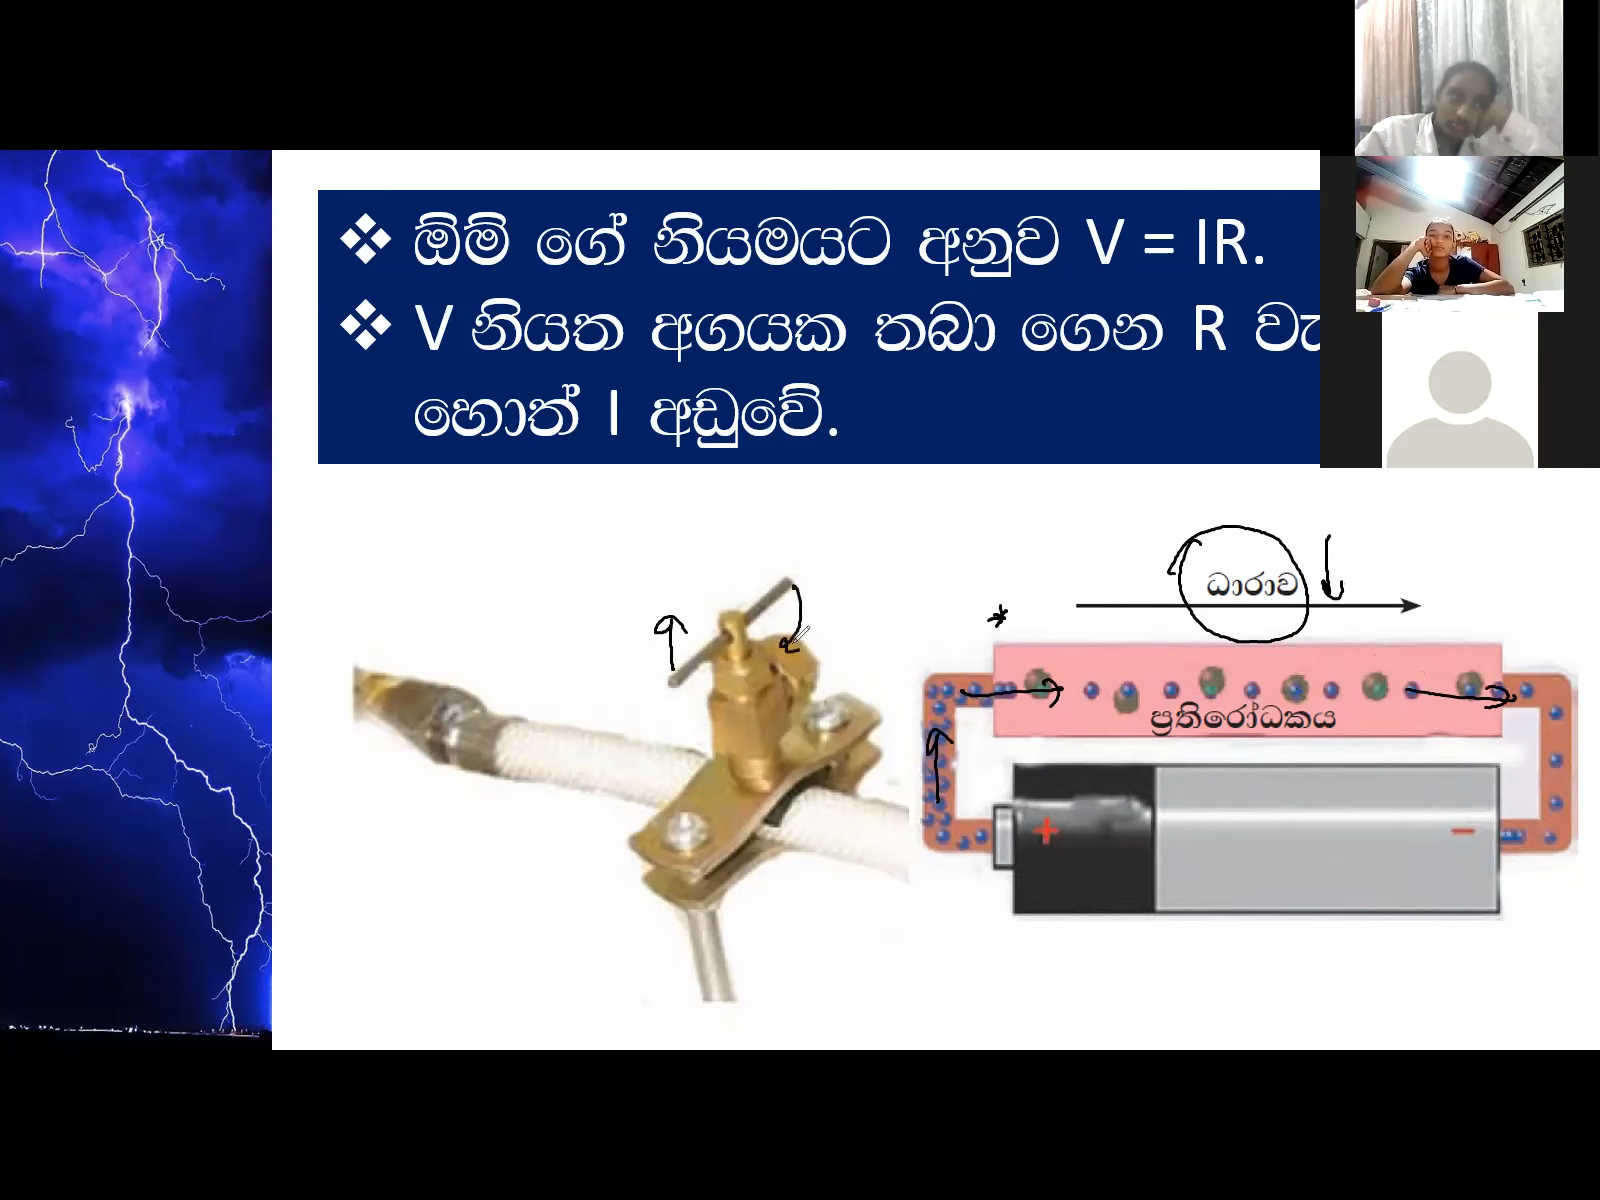 ❖ ඕම් ගේ නියමයට අනුව V = IR.
❖ V නියත අගයක තබා ගෙන R
හොත් I අඩුවේ.
ධාරාව
ප්‍රතිරෝධකය
+ −